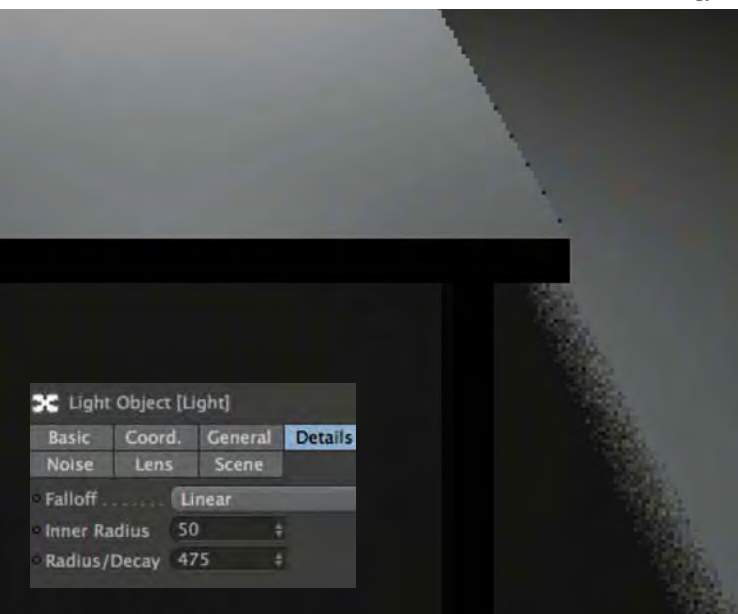 Light Object [Light]
Basic Coord. General Details
Noise Lens Scene
Falloff ....... Linear
Inner Radius 50
Radius/Decay 475